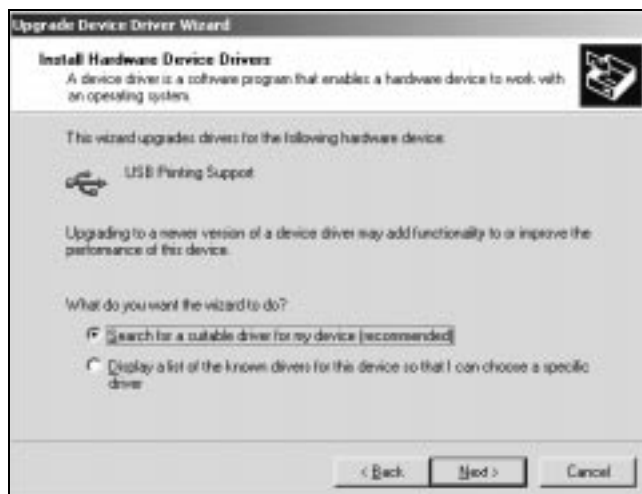 Upgrade Device Driver Wizard
Install Hardware Device Drivers
A device driver is a software program that enables a hardware device to work with
an operating system.
This wizard upgrades drivers for the following hardware device:
USB Printing Support
Upgrading to a newer version of a device driver may add functionality to or improve the
performance of this device.
What do you want the wizard to do?
Search for a suitable driver for my device (recommended)
Display a list of the known drivers for this device so that I can choose a specific
driver
< Back
Next >
Cancel